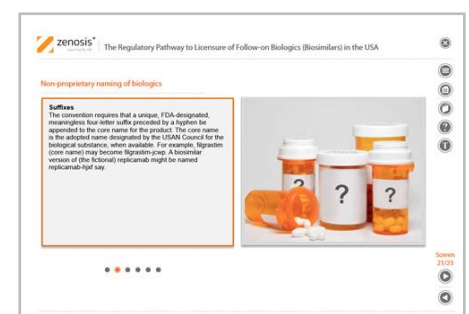 zenosis*
The Regulatory Pathway to Licensure of Follow-on Biologics (Biosimilars) in the USA
Non-proprietary naming of biologics
Suffixes
The convention requires that a unique, FDA-designated,
meaningless four-letter suffix preceded by a hyphen be
appended to the core name for the product. The core name
is the adopted name designated by the USAN Council for the
biological substance, when available. For example, filgrastim
(core name) may become filgrastim-jcwp. A biosimilar
version of (the fictional) replicamab might be named
replicamab-hjxf say.
? ? ?
Screen
21/23